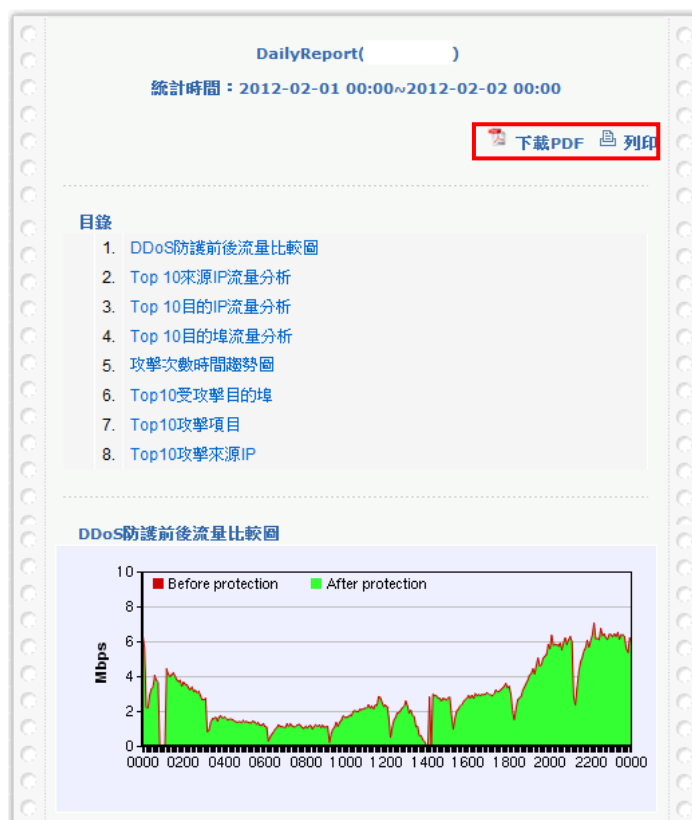 DailyReport( )
統計時間：2012-02-01 00:00~2012-02-02 00:00
下載PDF 列印
目錄
1. DDoS防護前後流量比較圖
2. Top 10來源IP流量分析
3. Top 10目的IP流量分析
4. Top 10目的埠流量分析
5. 攻擊次數時間趨勢圖
6. Top10受攻擊目的埠
7. Top10攻擊項目
8. Top10攻擊來源IP
DDoS防護前後流量比較圖
Before protection After protection
10
8
6
4
2
0
Mbps
0000 0200 0400 0600 0800 1000 1200 1400 1600 1800 2000 2200 0000